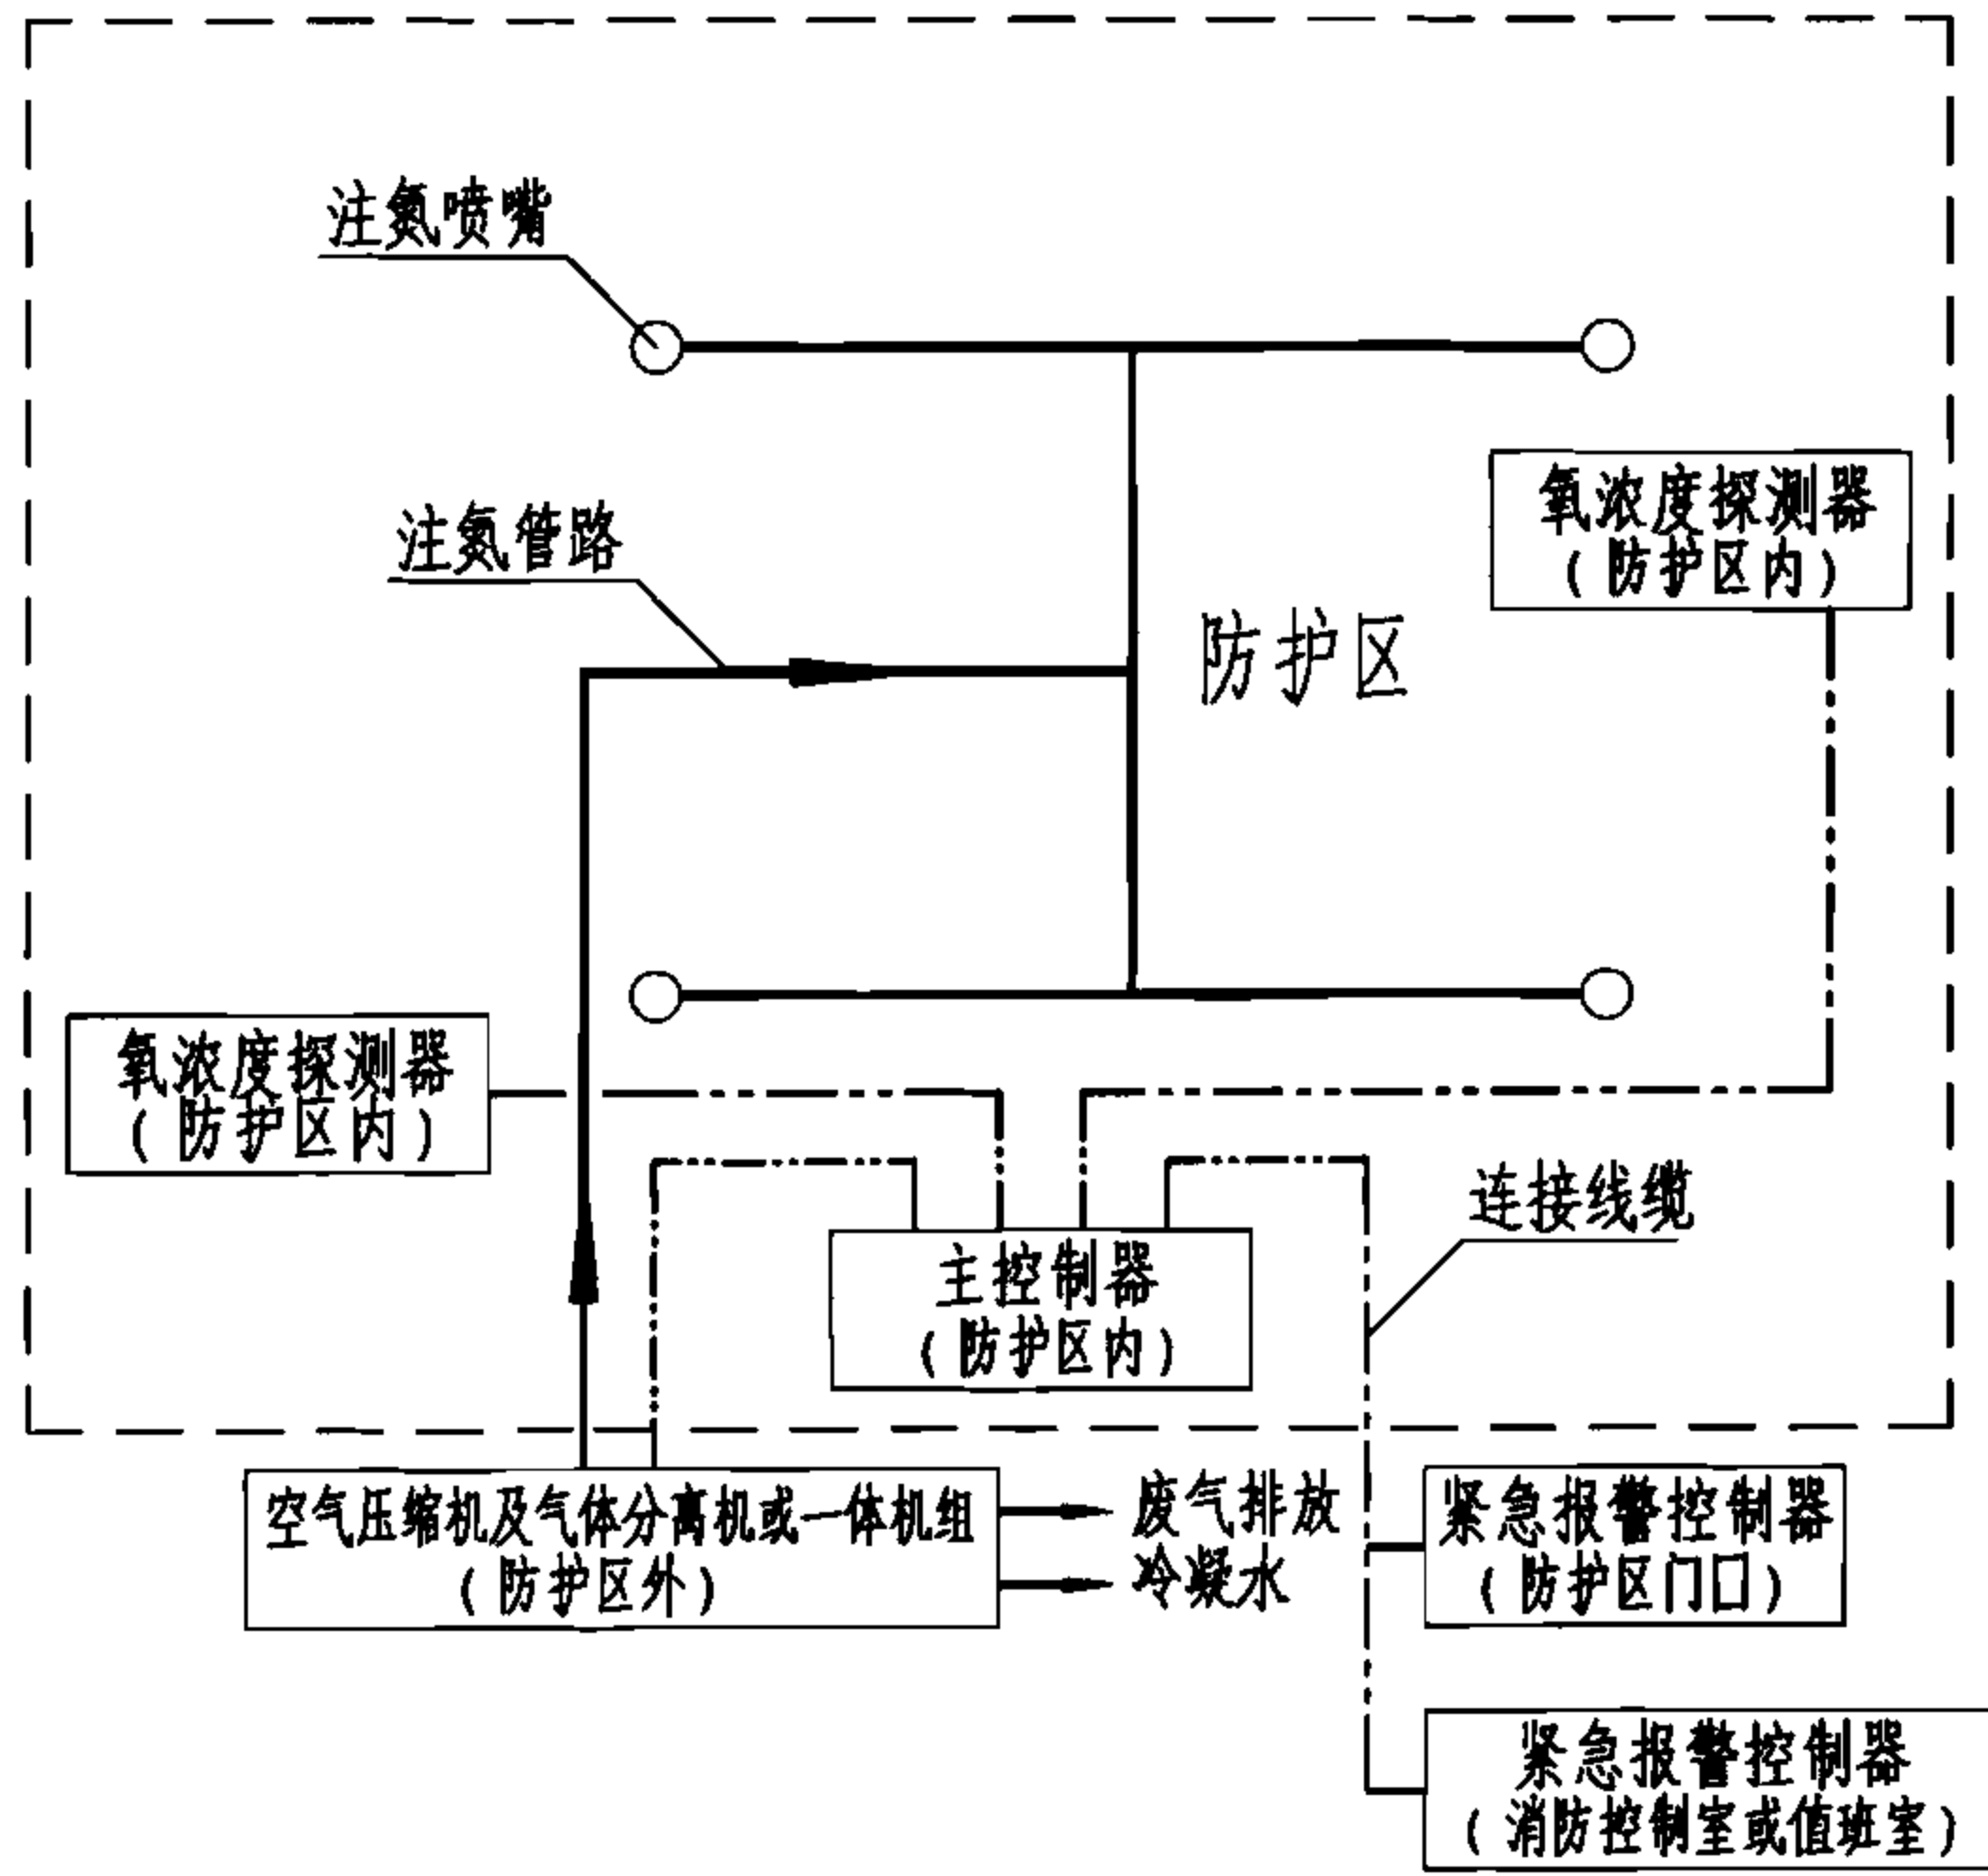 注氮喷嘴
氧浓度探测器
(防护区内)
注氮管路
防护区
氧浓度探测器
(防护区内)
连接线缆
主控制器
(防护区内)
空气压缩机及气体分离机或一体机组
(防护区外)
废气排放
冷凝水
紧急报警控制器
(防护区门口)
紧急报警控制器
(消防控制室或值班室)